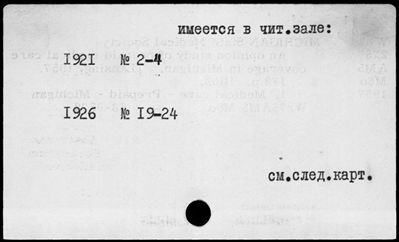 имеется в чит.зале:
1921 № 2-4
1926 № 19-24
см.след.карт.